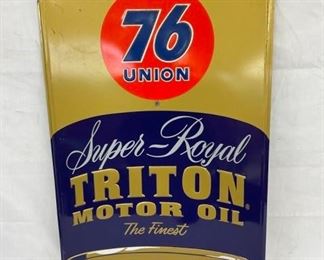 76
UNION
®
Super-Royal
TRITON®
MOTOR OIL
The Finest